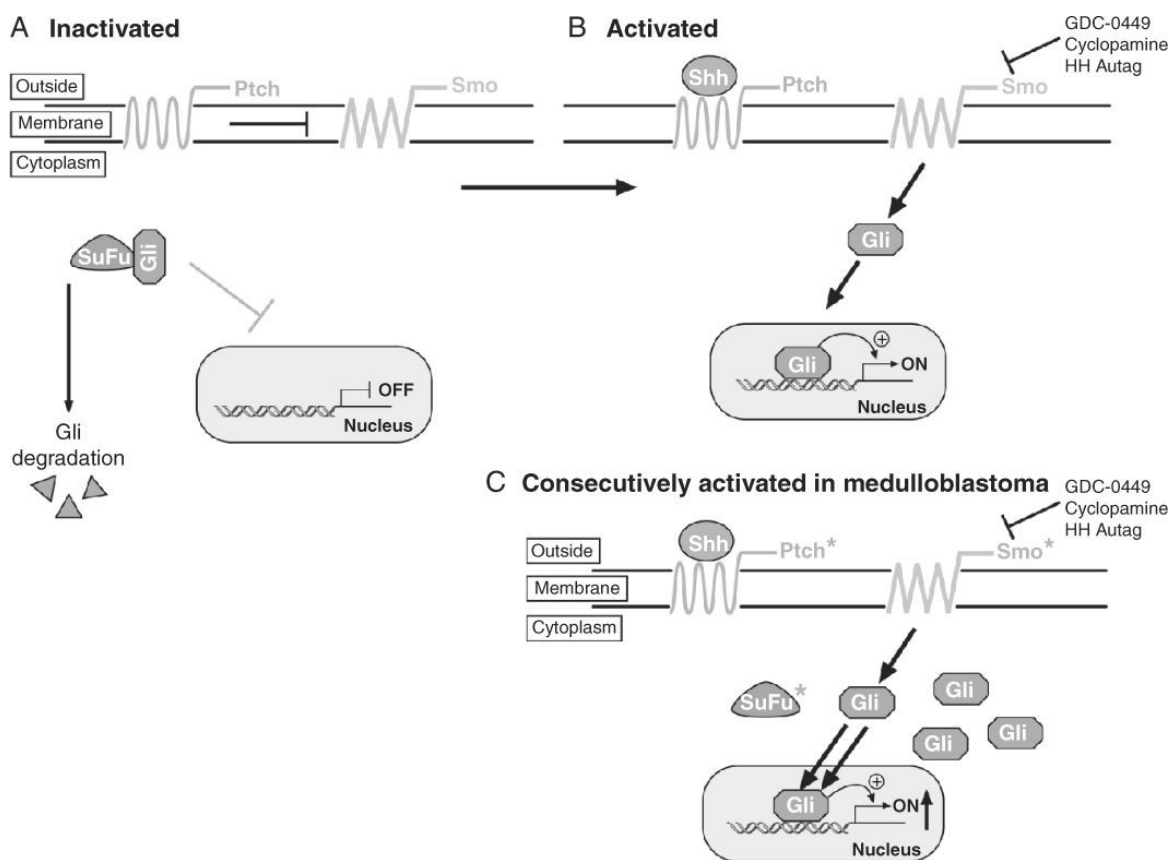 A Inactivated
Outside
Membrane
Cytoplasm
Ptch
Smo
SuFu
Gli
Gli
degradation
OFF
Nucleus
B Activated
GDC-0449
Cyclopamine
HH Autag
Shh
Ptch
Smo
Gli
Gli
+
ON
Nucleus
C Consecutively activated in medulloblastoma
GDC-0449
Cyclopamine
HH Autag
Outside
Membrane
Cytoplasm
Shh
Ptch*
Smo*
SuFu*
Gli
Gli
Gli
Gli
Gli
+
ON
Nucleus